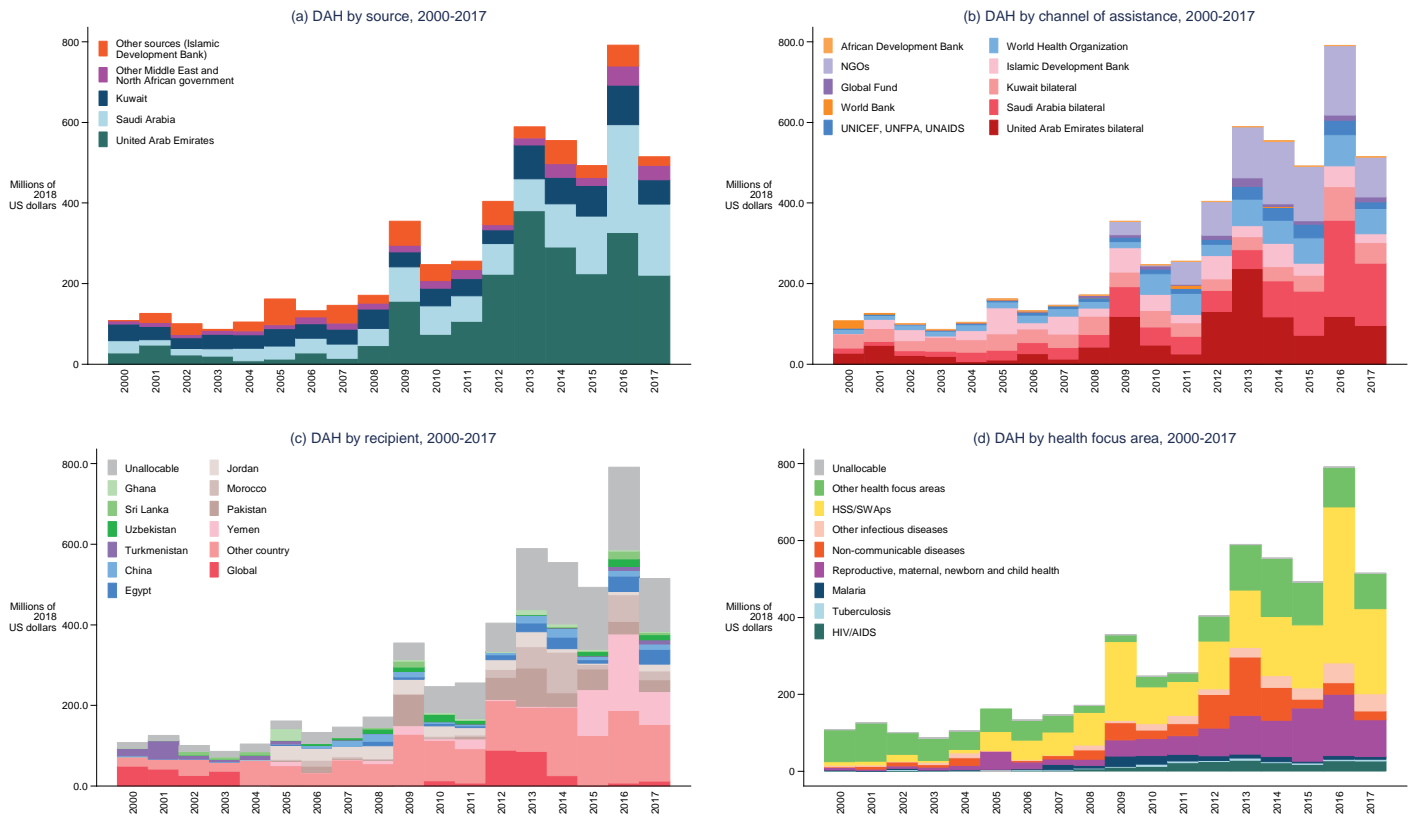 (a) DAH by source, 2000-2017
800
600
400
200
0
Millions of
2018
US dollars
Other sources (Islamic
Development Bank)
Other Middle East and
North African government
Kuwait
Saudi Arabia
United Arab Emirates
2000
2001
2002
2003
2004
2005
2006
2007
2008
2009
2010
2011
2012
2013
2014
2015
2016
2017
(b) DAH by channel of assistance, 2000-2017
800.0
600.0
400.0
200.0
0.0
Millions of
2018
US dollars
African Development Bank
NGOs
Global Fund
World Bank
UNICEF, UNFPA, UNAIDS
World Health Organization
Islamic Development Bank
Kuwait bilateral
Saudi Arabia bilateral
United Arab Emirates bilateral
2000
2001
2002
2003
2004
2005
2006
2007
2008
2009
2010
2011
2012
2013
2014
2015
2016
2017
(c) DAH by recipient, 2000-2017
800.0
600.0
400.0
200.0
0.0
Millions of
2018
US dollars
Unallocable
Ghana
Sri Lanka
Uzbekistan
Turkmenistan
China
Egypt
Jordan
Morocco
Pakistan
Yemen
Other country
Global
2000
2001
2002
2003
2004
2005
2006
2007
2008
2009
2010
2011
2012
2013
2014
2015
2016
2017
(d) DAH by health focus area, 2000-2017
800
600
400
200
0
Millions of
2018
US dollars
Unallocable
Other health focus areas
HSS/SWAps
Other infectious diseases
Non-communicable diseases
Reproductive, maternal, newborn and child health
Malaria
Tuberculosis
HIV/AIDS
2000
2001
2002
2003
2004
2005
2006
2007
2008
2009
2010
2011
2012
2013
2014
2015
2016
2017